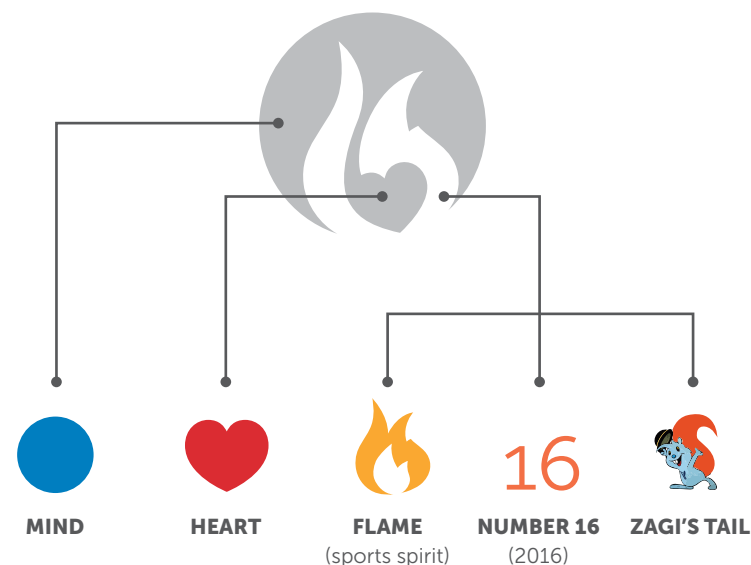 16
MIND
HEART
FLAME
(sports spirit)
NUMBER 16
(2016)
ZAGI'S TAIL